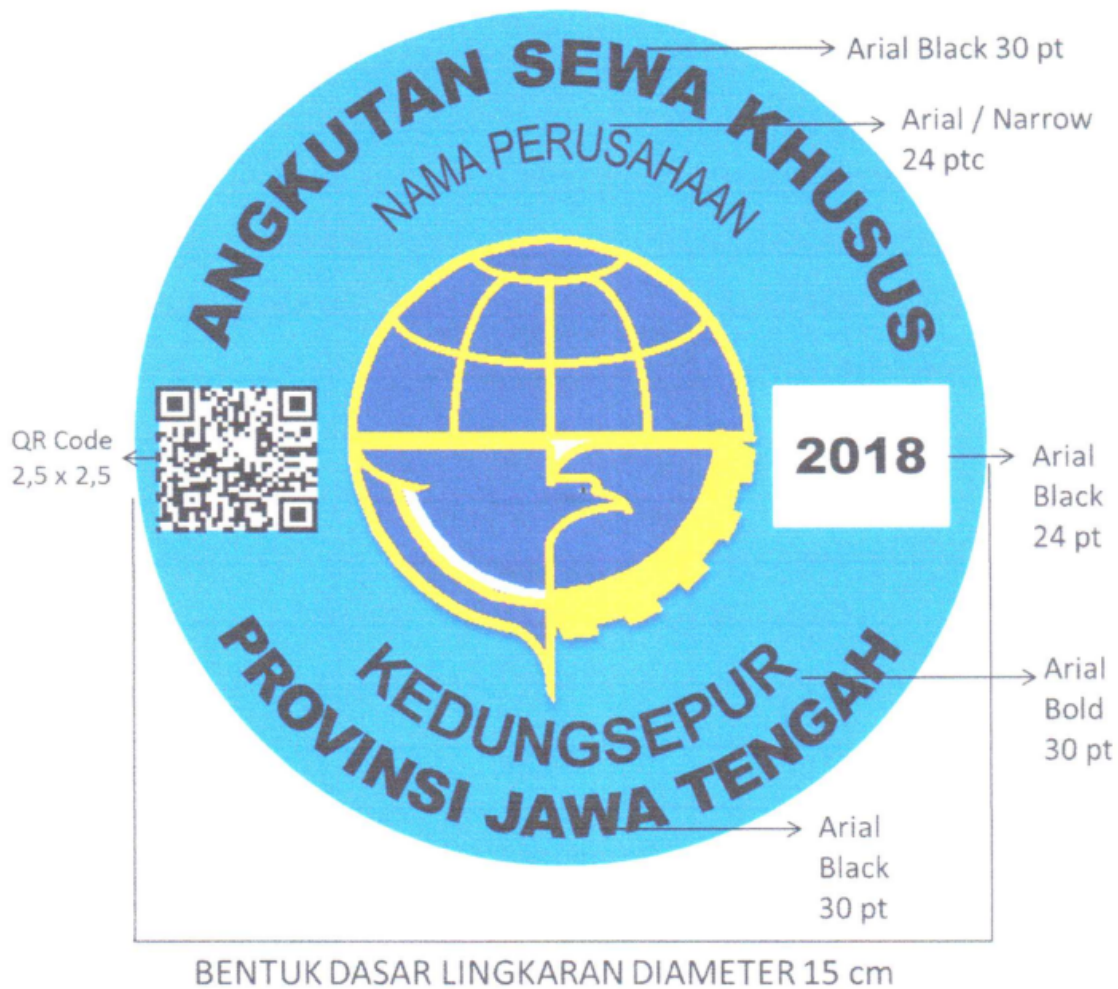 ANGKUTAN SEWA KHUSUS
Arial Black 30 pt
NAMA PERUSAHAAN
Arial / Narrow
24 ptc
QR Code
2,5 x 2,5
2018
Arial
Black
24 pt
KEDUNGSEPUR
Arial
Bold
30 pt
PROVINSI JAWA TENGAH
Arial
Black
30 pt
BENTUK DASAR LINGKARAN DIAMETER 15 cm